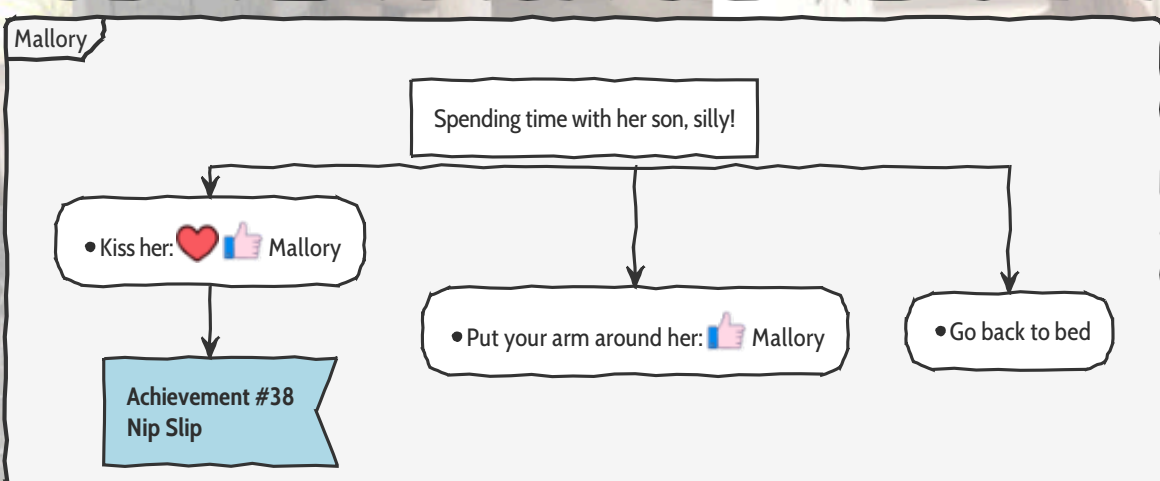 Mallory
Spending time with her son, silly!
•Kiss her: ❤️ 👍 Mallory
•Put your arm around her: 👍 Mallory
•Go back to bed
Achievement #38
Nip Slip